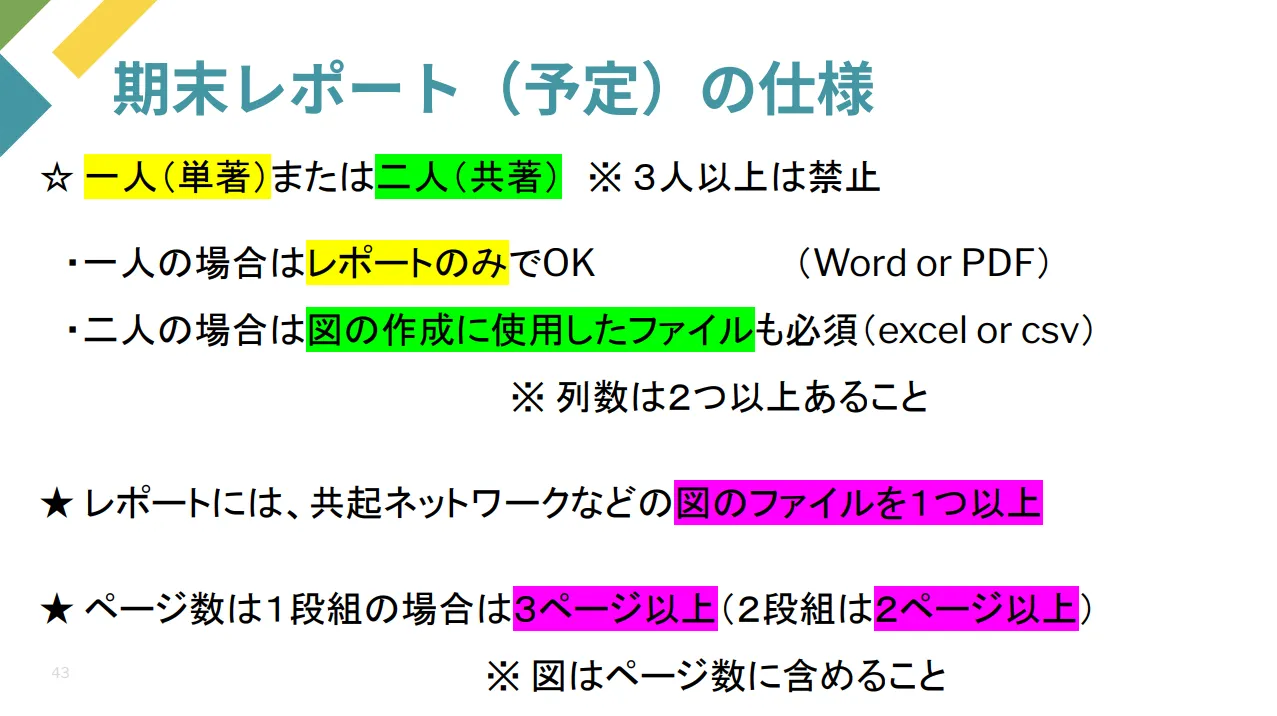 期末レポート（予定）の仕様
☆ 一人（単著）または二人（共著） ※ ３人以上は禁止
・一人の場合はレポートのみでOK （Word or PDF）
・二人の場合は図の作成に使用したファイルも必須（excel or csv）
※ 列数は２つ以上あること
★ レポートには、共起ネットワークなどの図のファイルを１つ以上
★ ページ数は１段組の場合は３ページ以上（２段組は２ページ以上）
※ 図はページ数に含めること
43